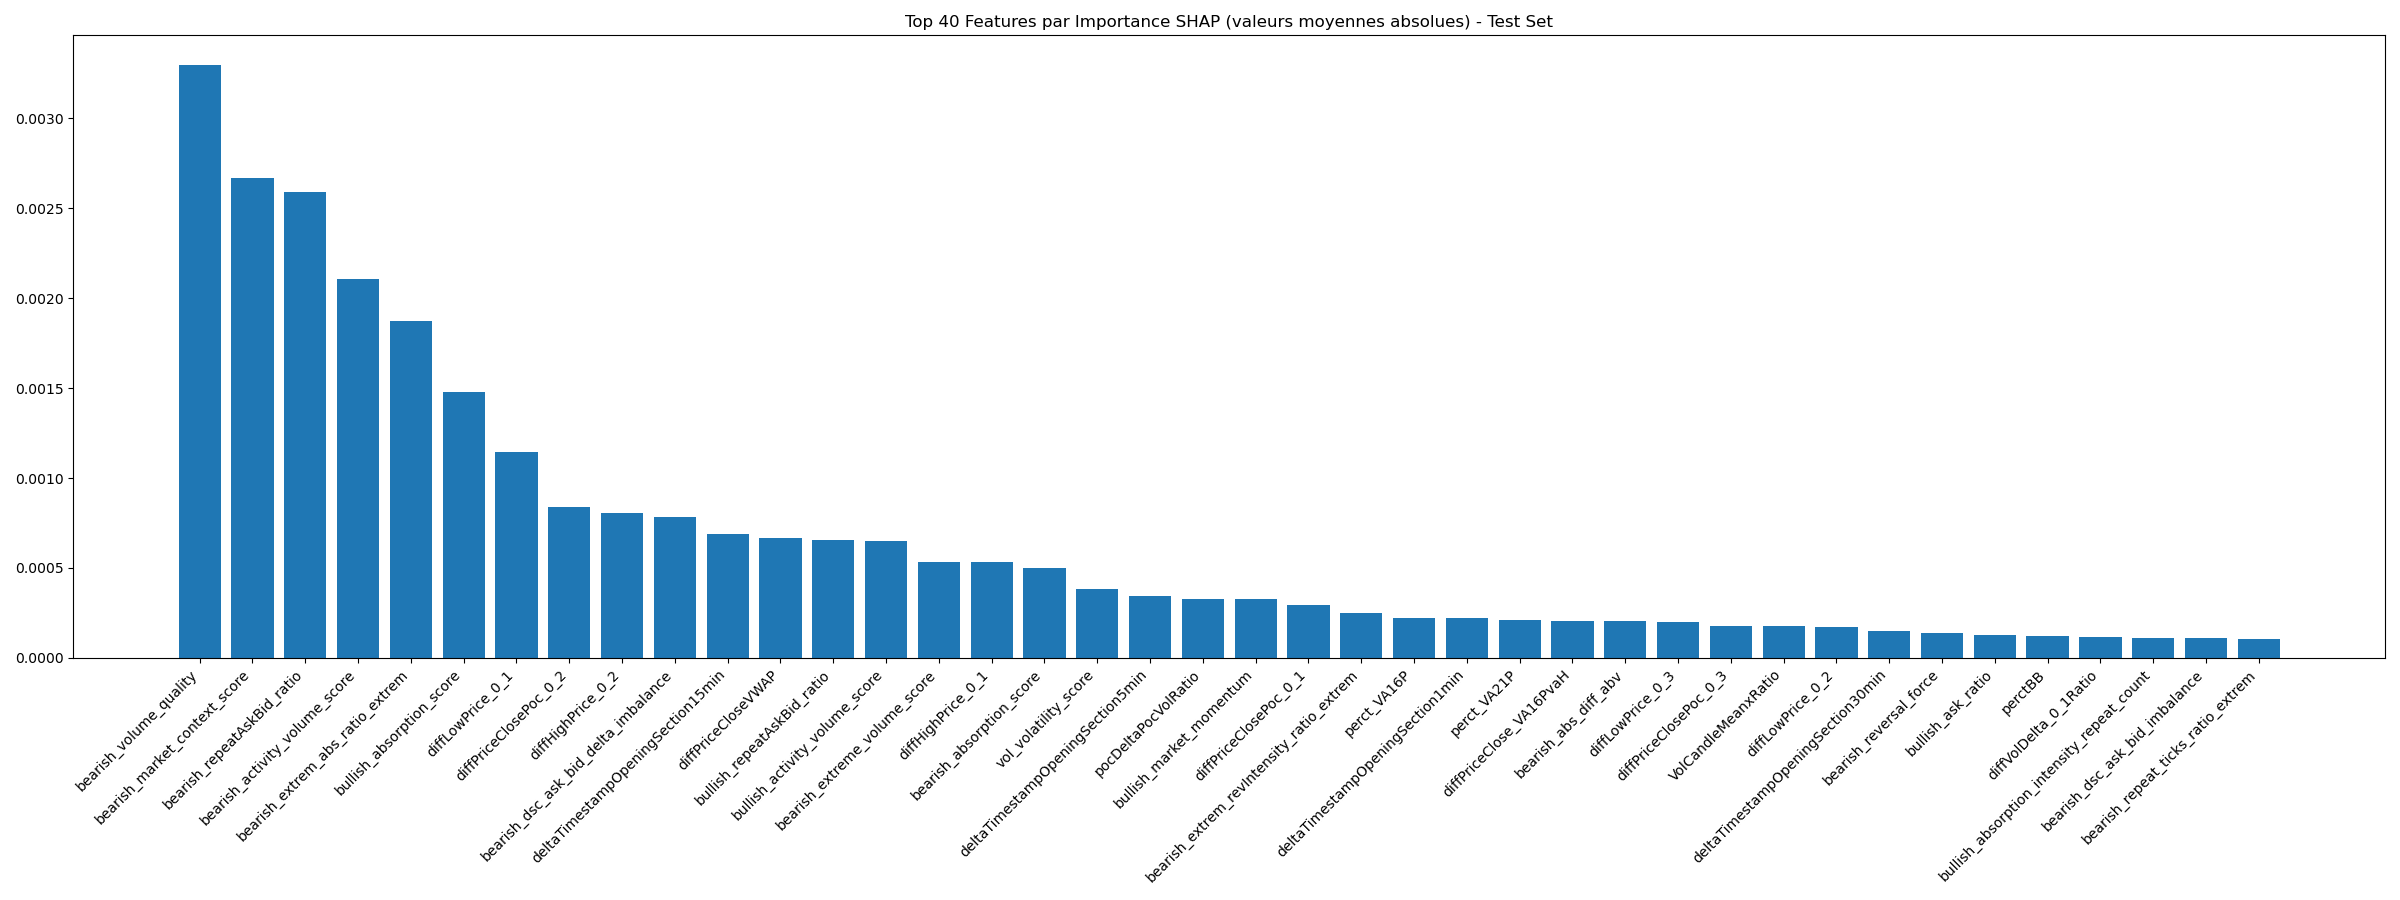 Top 40 Features par Importance SHAP (valeurs moyennes absolues) - Test Set
0.0030
0.0025
0.0020
0.0015
0.0010
0.0005
0.0000
bearish_volume_quality
bearish_market_context_score
bearish_repeatAskBid_ratio
bearish_activity_volume_score
bearish_extrem_abs_ratio_extrem
bullish_absorption_score
diffLowPrice_0_1
diffPriceClosePoc_0_2
diffHighPrice_0_2
bearish_dsc_ask_bid_delta_imbalance
deltaTimestampOpeningSection15min
diffPriceCloseVWAP
bullish_repeatAskBid_ratio
bullish_activity_volume_score
bearish_extreme_volume_score
diffHighPrice_0_1
bearish_absorption_score
vol_volatility_score
deltaTimestampOpeningSection5min
pocDeltaPocVolRatio
bullish_market_momentum
diffPriceClosePoc_0_1
bearish_extrem_revIntensity_ratio_extrem
perct_VA16P
deltaTimestampOpeningSection1min
perct_VA21P
diffPriceClose_VA16PvaH
bearish_abs_diff_abv
diffLowPrice_0_3
diffPriceClosePoc_0_3
VolCandleMeanxRatio
diffLowPrice_0_2
deltaTimestampOpeningSection30min
bearish_reversal_force
bullish_ask_ratio
perctBB
diffVolDelta_0_1Ratio
bullish_absorption_intensity_repeat_count
bearish_dsc_ask_bid_imbalance
bearish_repeat_ticks_ratio_extrem